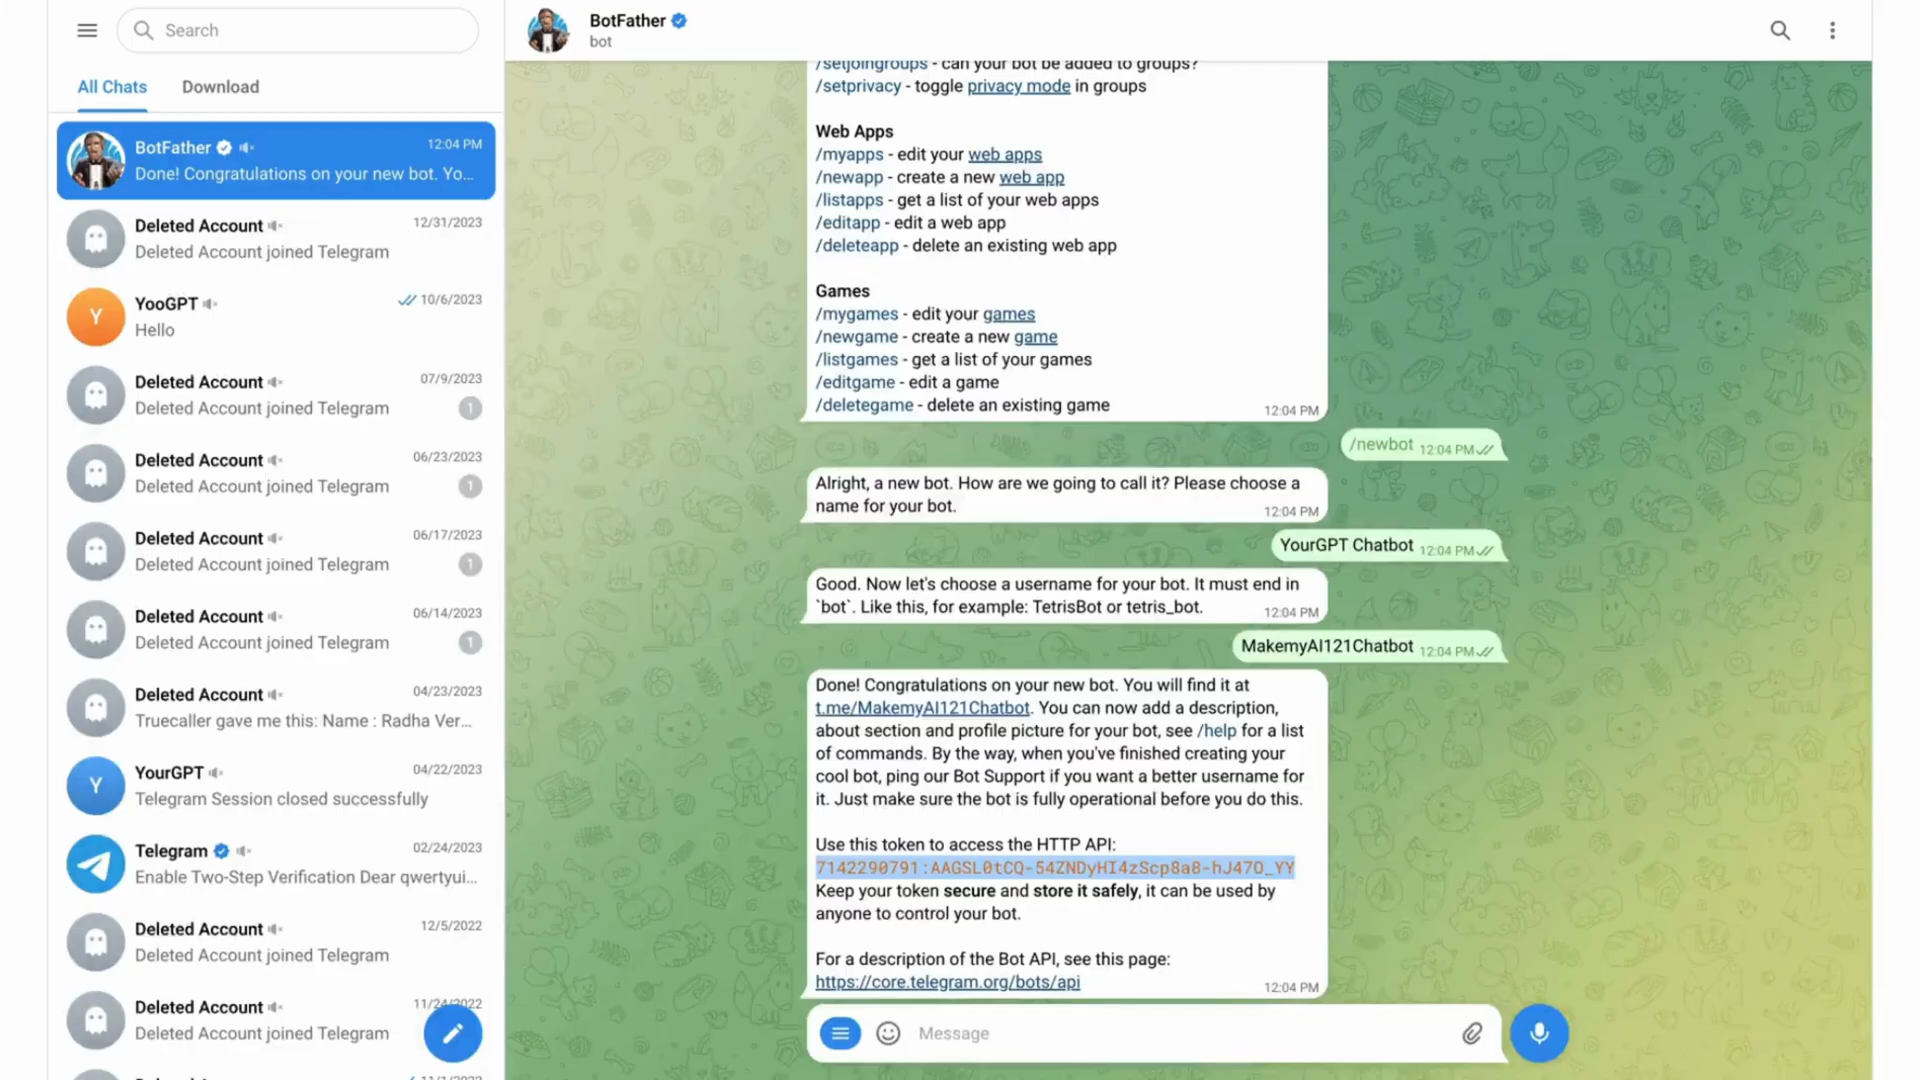 Search
All Chats
Download
BotFather
12:04 PM
Done! Congratulations on your new bot. Yo...
Deleted Account
12/31/2023
Deleted Account joined Telegram
Y
YooGPT
10/6/2023
Hello
Deleted Account
07/9/2023
Deleted Account joined Telegram
1
Deleted Account
06/23/2023
Deleted Account joined Telegram
1
Deleted Account
06/17/2023
Deleted Account joined Telegram
1
Deleted Account
06/14/2023
Deleted Account joined Telegram
1
Deleted Account
04/23/2023
Truecaller gave me this: Name : Radha Ver...
Y
YourGPT
04/22/2023
Telegram Session closed successfully
Telegram
02/24/2023
Enable Two-Step Verification Dear qwertyui...
Deleted Account
12/5/2022
Deleted Account joined Telegram
Deleted Account
11/24/2022
Deleted Account joined Telegram
BotFather
bot
/setjoingroups - can your bot be added to groups?
/setprivacy - toggle privacy mode in groups
Web Apps
/myapps - edit your web apps
/newapp - create a new web app
/listapps - get a list of your web apps
/editapp - edit a web app
/deleteapp - delete an existing web app
Games
/mygames - edit your games
/newgame - create a new game
/listgames - get a list of your games
/editgame - edit a game
/deletegame - delete an existing game
12:04 PM
/newbot 12:04 PM
Alright, a new bot. How are we going to call it? Please choose a
name for your bot.
12:04 PM
YourGPT Chatbot 12:04 PM
Good. Now let's choose a username for your bot. It must end in
`bot`. Like this, for example: TetrisBot or tetris_bot.
12:04 PM
MakemyAI121Chatbot 12:04 PM
Done! Congratulations on your new bot. You will find it at
t.me/MakemyAI121Chatbot. You can now add a description,
about section and profile picture for your bot, see /help for a list
of commands. By the way, when you've finished creating your
cool bot, ping our Bot Support if you want a better username for
it. Just make sure the bot is fully operational before you do this.
Use this token to access the HTTP API:
7142290791:AAGSL0tCQ-54ZNDyHI4zScp8a8-hJ47O_YY
Keep your token secure and store it safely, it can be used by
anyone to control your bot.
For a description of the Bot API, see this page:
https://core.telegram.org/bots/api
12:04 PM
Message